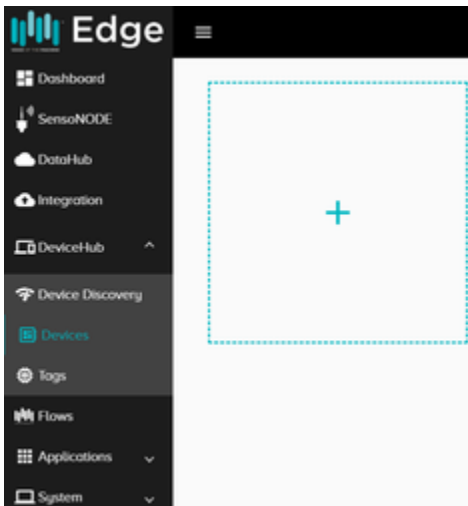 Edge
Dashboard
SensoNODE
DataHub
Integration
DeviceHub
Device Discovery
Devices
Tags
Flows
Applications
System